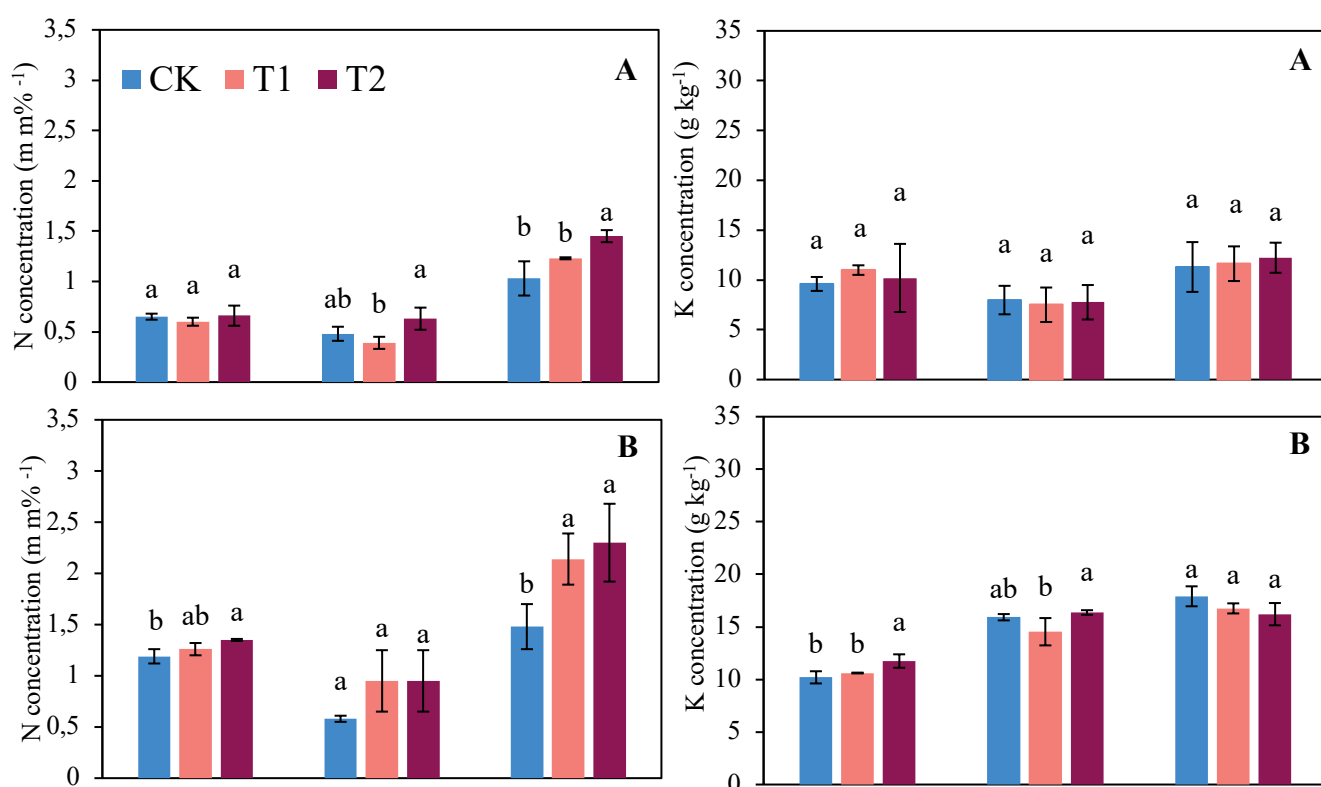 3,5
3
2,5
2
1,5
1
0,5
0
N concentration (m m% -1)
CK T1 T2
A
a a a
ab b a
b b a
35
30
25
20
15
10
5
0
K concentration (g kg-1)
A
a a a
a a a
a a a
3,5
3
2,5
2
1,5
1
0,5
0
N concentration (m m% -1)
B
b ab a
a a a
b a a
35
30
25
20
15
10
5
0
K concentration (g kg-1)
B
b b a
ab b a
a a a